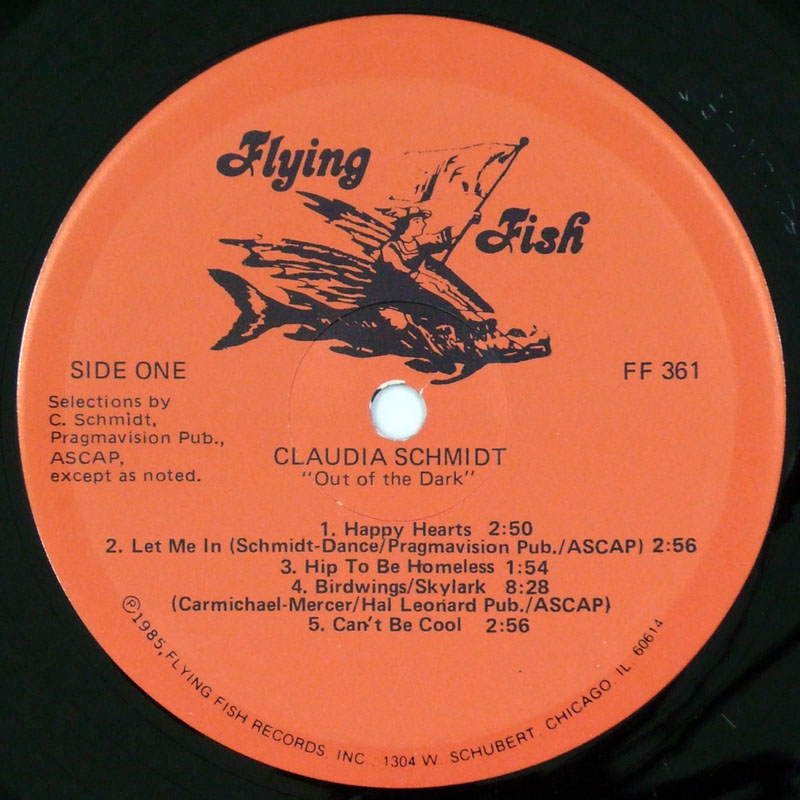 Flying
Fish
SIDE ONE
FF 361
Selections by
C. Schmidt,
Pragmavision Pub.,
ASCAP,
except as noted.
CLAUDIA SCHMIDT
"Out of the Dark"
1. Happy Hearts 2:50
2. Let Me In (Schmidt-Dance/Pragmavision Pub./ASCAP) 2:56
3. Hip To Be Homeless 1:54
4. Birdwings/Skylark 8:28
(Carmichael-Mercer/Hal Leonard Pub./ASCAP)
5. Can't Be Cool 2:56
℗1985, FLYING FISH RECORDS, INC. 1304 W. SCHUBERT, CHICAGO, IL 60614